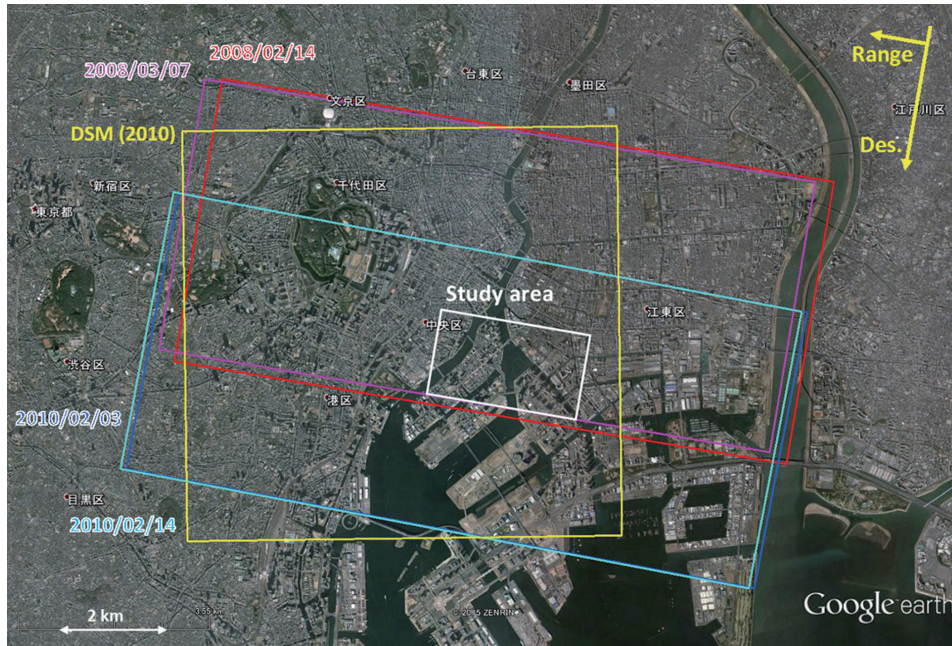 2008/02/14
2008/03/07
台東区
墨田区
Range
文京区
江戸川区
DSM (2010)
Des.
新宿区
千代田区
東京都
Study area
中央区
江東区
渋谷区
港区
2010/02/03
目黒区
2010/02/14
2 km
3.55 km
© 2015 ZENRIN
Google earth